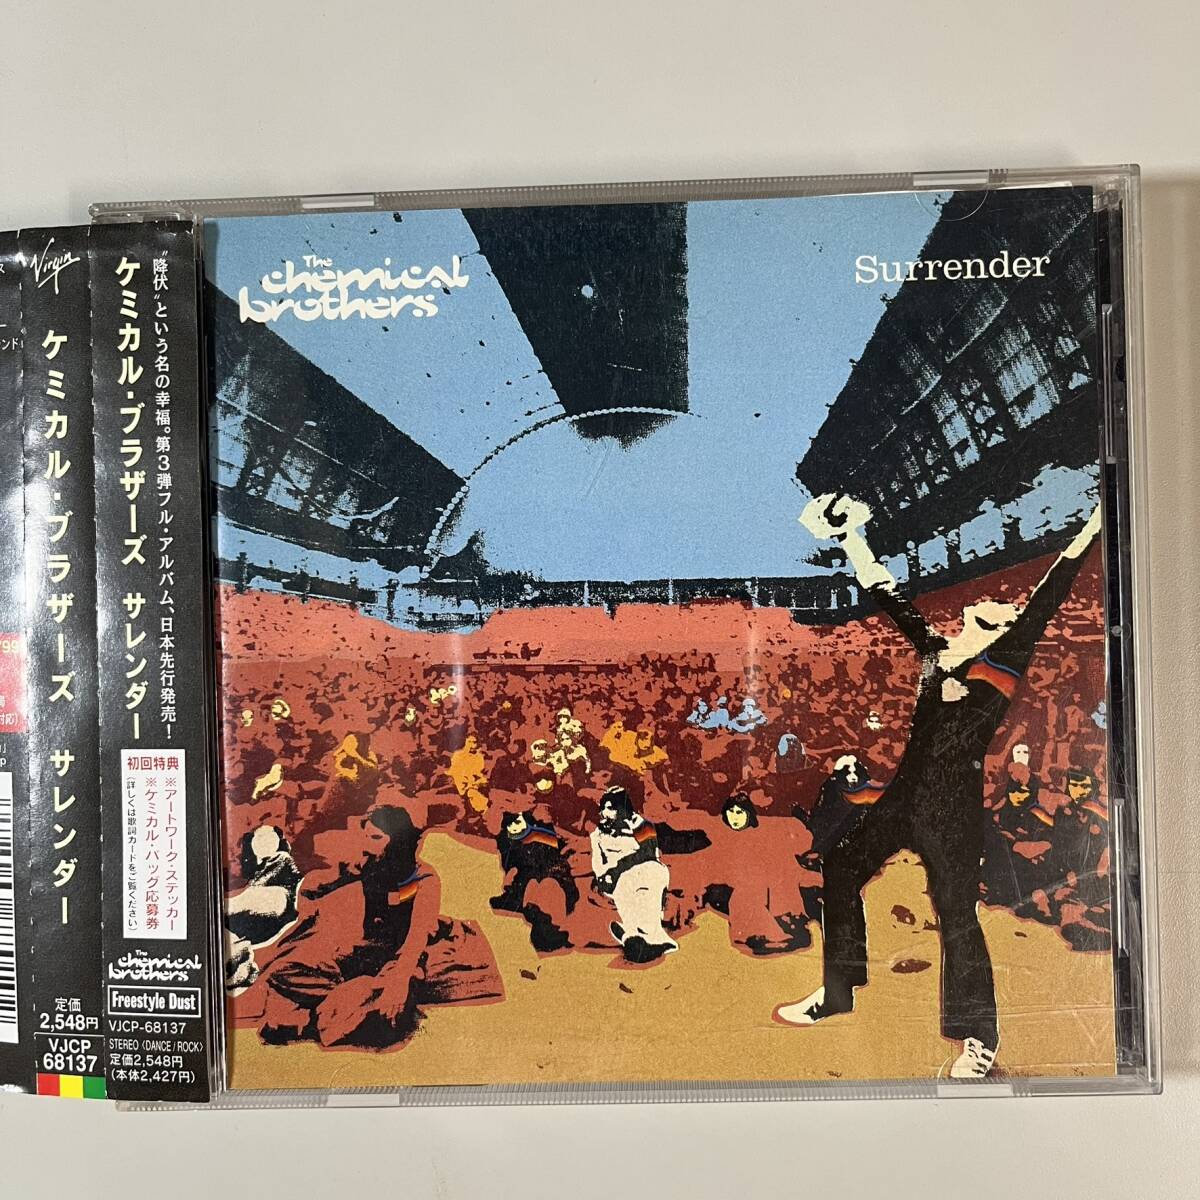 The
chemical
brothers
Surrender
"降伏"という名の幸福。第3弾フル・アルバム、日本先行発売!
ケミカル・ブラザーズ サレンダー
初回特典
※アートワーク・ステッカー
※ケミカル・バッグ応募券
(詳しくは歌詞カードをご覧ください)
The
chemical
brothers
Freestyle Dust
VJCP-68137
STEREO〈DANCE/ROCK〉
定価2,548円
(本体2,427円)
Virgin
ケミカル・ブラザーズ サレンダー
定価
2,548円
VJCP
68137
ンド
'99
対応)